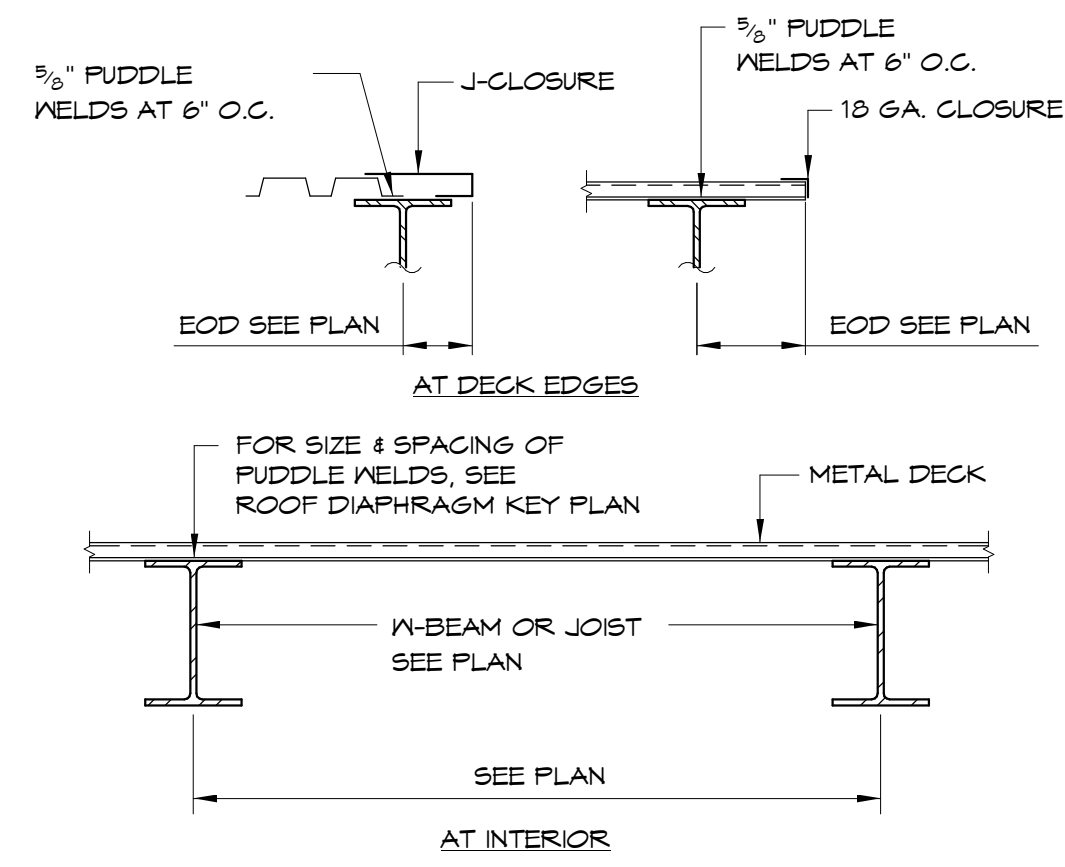 5/8" PUDDLE
WELDS AT 6" O.C.
J-CLOSURE
5/8" PUDDLE
WELDS AT 6" O.C.
18 GA. CLOSURE
EOD SEE PLAN
EOD SEE PLAN
AT DECK EDGES
FOR SIZE & SPACING OF
PUDDLE WELDS, SEE
ROOF DIAPHRAGM KEY PLAN
METAL DECK
W-BEAM OR JOIST
SEE PLAN
SEE PLAN
AT INTERIOR